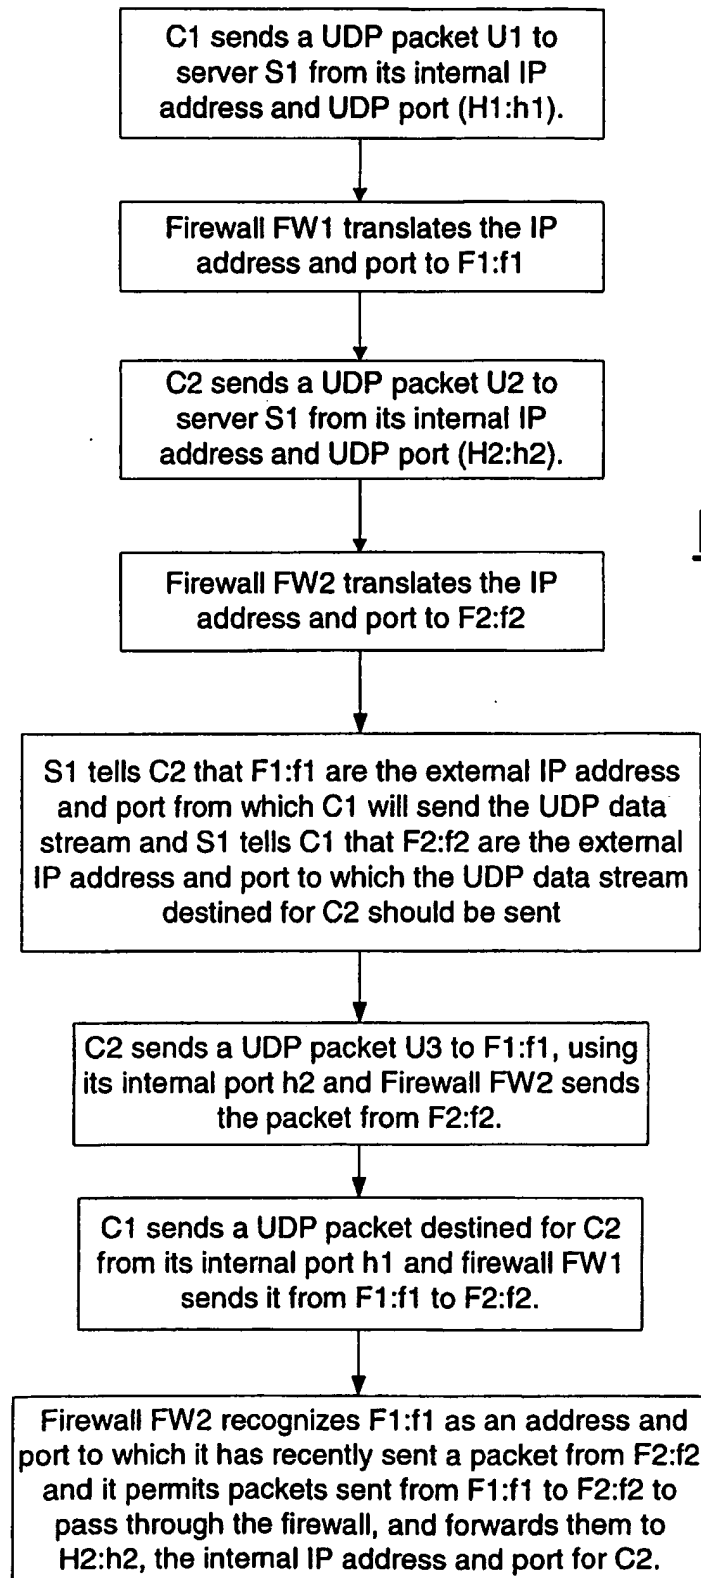 C1 sends a UDP packet U1 to
server S1 from its internal IP
address and UDP port (H1:h1).
Firewall FW1 translates the IP
address and port to F1:f1
C2 sends a UDP packet U2 to
server S1 from its internal IP
address and UDP port (H2:h2).
Firewall FW2 translates the IP
address and port to F2:f2
S1 tells C2 that F1:f1 are the external IP address
and port from which C1 will send the UDP data
stream and S1 tells C1 that F2:f2 are the external
IP address and port to which the UDP data stream
destined for C2 should be sent
C2 sends a UDP packet U3 to F1:f1, using
its internal port h2 and Firewall FW2 sends
the packet from F2:f2.
C1 sends a UDP packet destined for C2
from its internal port h1 and firewall FW1
sends it from F1:f1 to F2:f2.
Firewall FW2 recognizes F1:f1 as an address and
port to which it has recently sent a packet from F2:f2
and it permits packets sent from F1:f1 to F2:f2 to
pass through the firewall, and forwards them to
H2:h2, the internal IP address and port for C2.